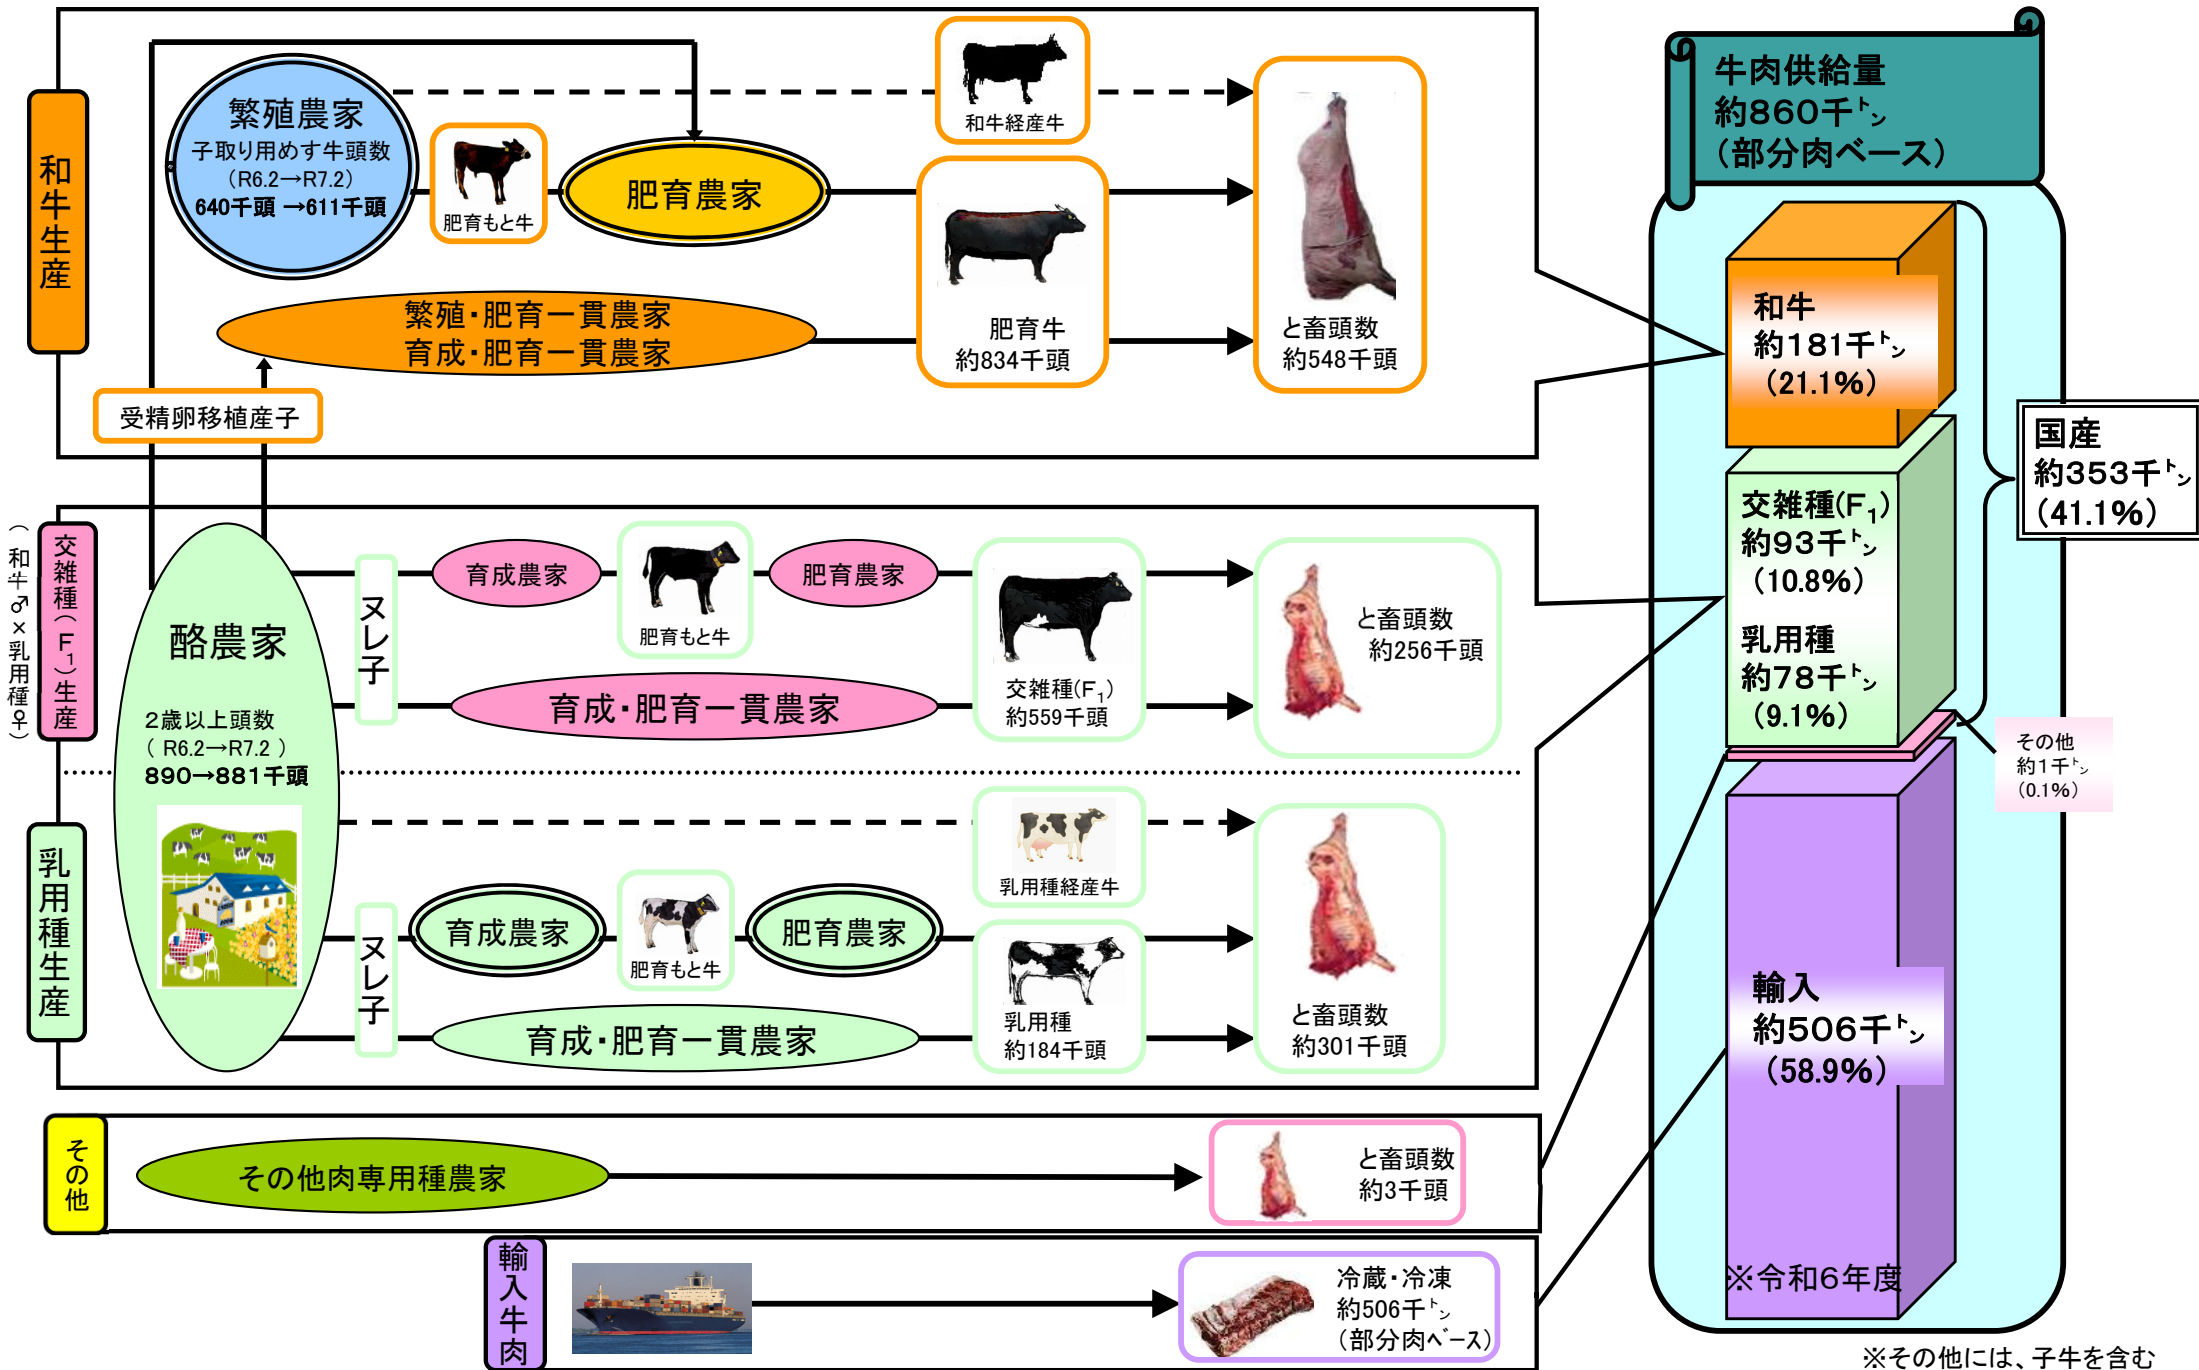 和牛生産
繁殖農家
子取り用めす牛頭数
（R6.2→R7.2）
640千頭 →611千頭
肥育もと牛
肥育農家
和牛経産牛
繁殖・肥育一貫農家
育成・肥育一貫農家
肥育牛
約834千頭
と畜頭数
約548千頭
受精卵移植産子
交雑種（F1）生産
（和牛♂×乳用種♀）
酪農家
2歳以上頭数
（ R6.2→R7.2 ）
890→881千頭
ヌレ子
育成農家
肥育もと牛
肥育農家
育成・肥育一貫農家
交雑種(F1)
約559千頭
と畜頭数
約256千頭
乳用種生産
乳用種経産牛
ヌレ子
育成農家
肥育もと牛
肥育農家
育成・肥育一貫農家
乳用種
約184千頭
と畜頭数
約301千頭
その他
その他肉専用種農家
と畜頭数
約3千頭
輸入牛肉
冷蔵・冷凍
約506千トン
（部分肉ベース）
牛肉供給量
約860千トン
（部分肉ベース）
和牛
約181千トン
（21.1%）
交雑種(F1)
約93千トン
（10.8%）
乳用種
約78千トン
（9.1%）
国産
約353千トン
（41.1%）
その他
約1千トン
（0.1%）
輸入
約506千トン
（58.9%）
※令和6年度
※その他には、子牛を含む